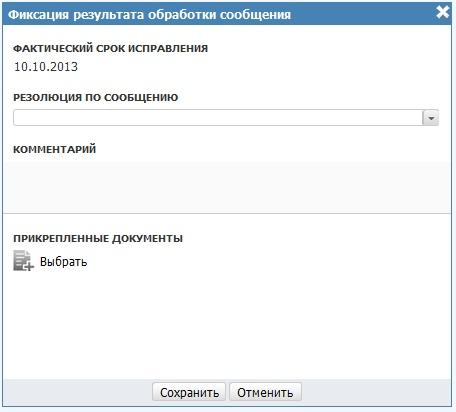 Фиксация результата обработки сообщения
ФАКТИЧЕСКИЙ СРОК ИСПРАВЛЕНИЯ
10.10.2013
РЕЗОЛЮЦИЯ ПО СООБЩЕНИЮ
КОММЕНТАРИЙ
ПРИКРЕПЛЕННЫЕ ДОКУМЕНТЫ
Выбрать
Сохранить Отменить